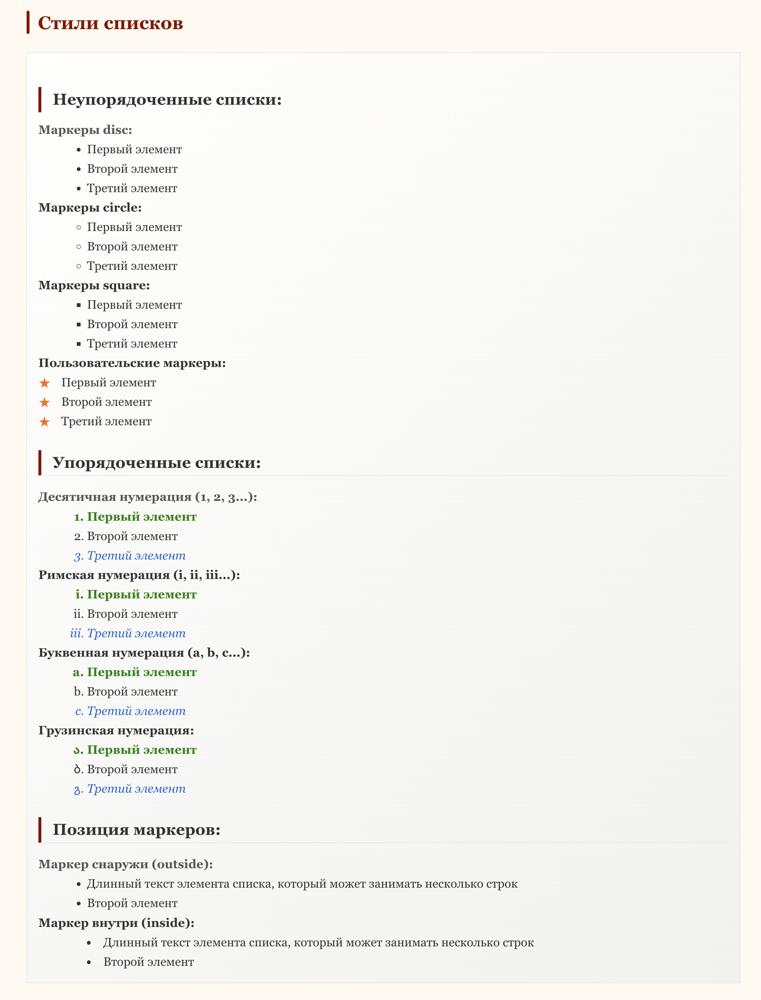 Стили списков
Неупорядоченные списки:
Маркеры disc:
• Первый элемент
• Второй элемент
• Третий элемент
Маркеры circle:
◦ Первый элемент
◦ Второй элемент
◦ Третий элемент
Маркеры square:
▪ Первый элемент
▪ Второй элемент
▪ Третий элемент
Пользовательские маркеры:
★ Первый элемент
★ Второй элемент
★ Третий элемент
Упорядоченные списки:
Десятичная нумерация (1, 2, 3...):
1. Первый элемент
2. Второй элемент
3. Третий элемент
Римская нумерация (i, ii, iii...):
i. Первый элемент
ii. Второй элемент
iii. Третий элемент
Буквенная нумерация (a, b, c...):
a. Первый элемент
b. Второй элемент
c. Третий элемент
Грузинская нумерация:
ა. Первый элемент
ბ. Второй элемент
გ. Третий элемент
Позиция маркеров:
Маркер снаружи (outside):
• Длинный текст элемента списка, который может занимать несколько строк
• Второй элемент
Маркер внутри (inside):
• Длинный текст элемента списка, который может занимать несколько строк
• Второй элемент